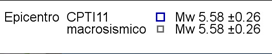 Epicentro CPTI11 Mw 5.58 ±0.26
macrosismico Mw 5.58 ±0.26